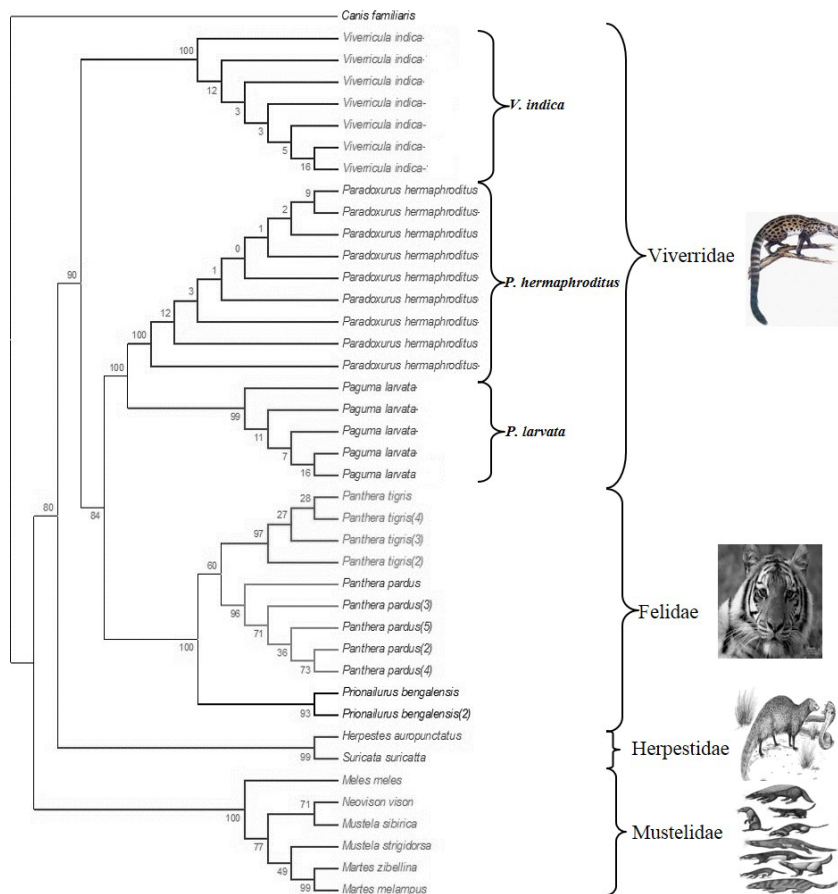 Canis familiaris
Viverricula indica-
100
Viverricula indica-
12
Viverricula indica-
3
Viverricula indica-
V. indica
3
Viverricula indica-
5
Viverricula indica-
16
Viverricula indica-
9
Paradoxurus hermaphroditus
2
Paradoxurus hermaphroditus-
1
Paradoxurus hermaphroditus
0
Paradoxurus hermaphroditus
Viverridae
90
1
Paradoxurus hermaphroditus
P. hermaphroditus
3
Paradoxurus hermaphroditus-
12
Paradoxurus hermaphroditus
100
Paradoxurus hermaphroditus
100
Paradoxurus hermaphroditus-
Paguma larvata-
99
Paguma larvata-
11
Paguma larvata-
P. larvata
7
Paguma larvata-
16
Paguma larvata
80
84
28
Panthera tigris
27
Panthera tigris(4)
97
Panthera tigris(3)
60
Panthera tigris(2)
96
Panthera pardus
71
Panthera pardus(3)
Felidae
36
Panthera pardus(5)
100
Panthera pardus(2)
73
Panthera pardus(4)
Prionailurus bengalensis
93
Prionailurus bengalensis(2)
Herpestes auropunctatus
Herpestidae
99
Suricata suricatta
Meles meles
100
71
Neovison vison
77
Mustela sibirica
Mustelidae
49
Mustela strigidorsa
Martes zibellina
99
Martes melampus